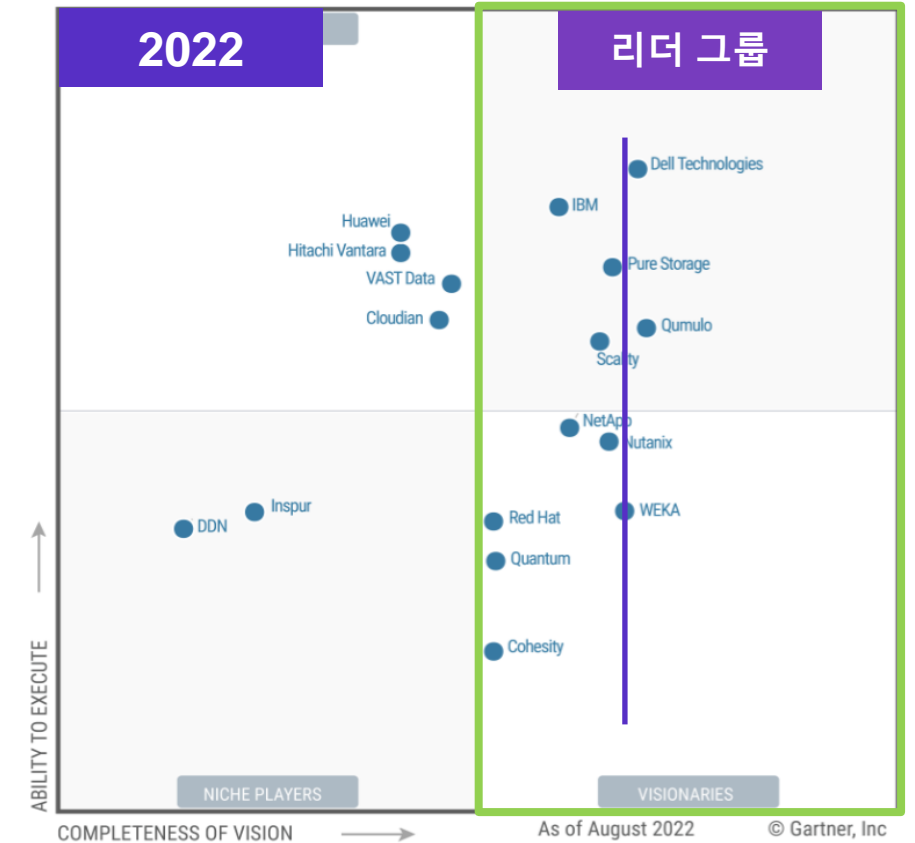 2022
리더 그룹
Dell Technologies
IBM
Huawei
Hitachi Vantara
Pure Storage
VAST Data
Cloudian
Qumulo
Scality
NetApp
Nutanix
Inspur
DDN
WEKA
Red Hat
Quantum
Cohesity
ABILITY TO EXECUTE
NICHE PLAYERS
VISIONARIES
COMPLETENESS OF VISION
As of August 2022
© Gartner, Inc